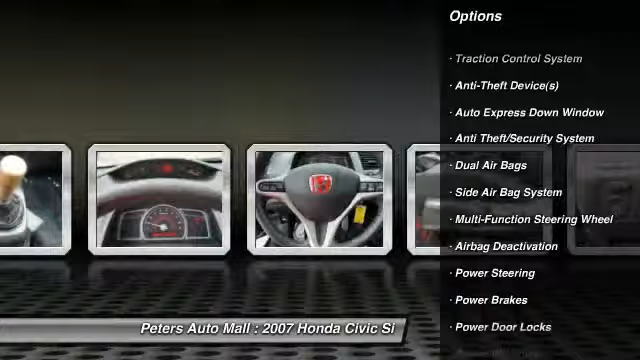 Options
· Traction Control System
· Anti-Theft Device(s)
· Auto Express Down Window
· Anti Theft/Security System
· Dual Air Bags
· Side Air Bag System
· Multi-Function Steering Wheel
· Airbag Deactivation
· Power Steering
· Power Brakes
· Power Door Locks
Peters Auto Mall : 2007 Honda Civic Si